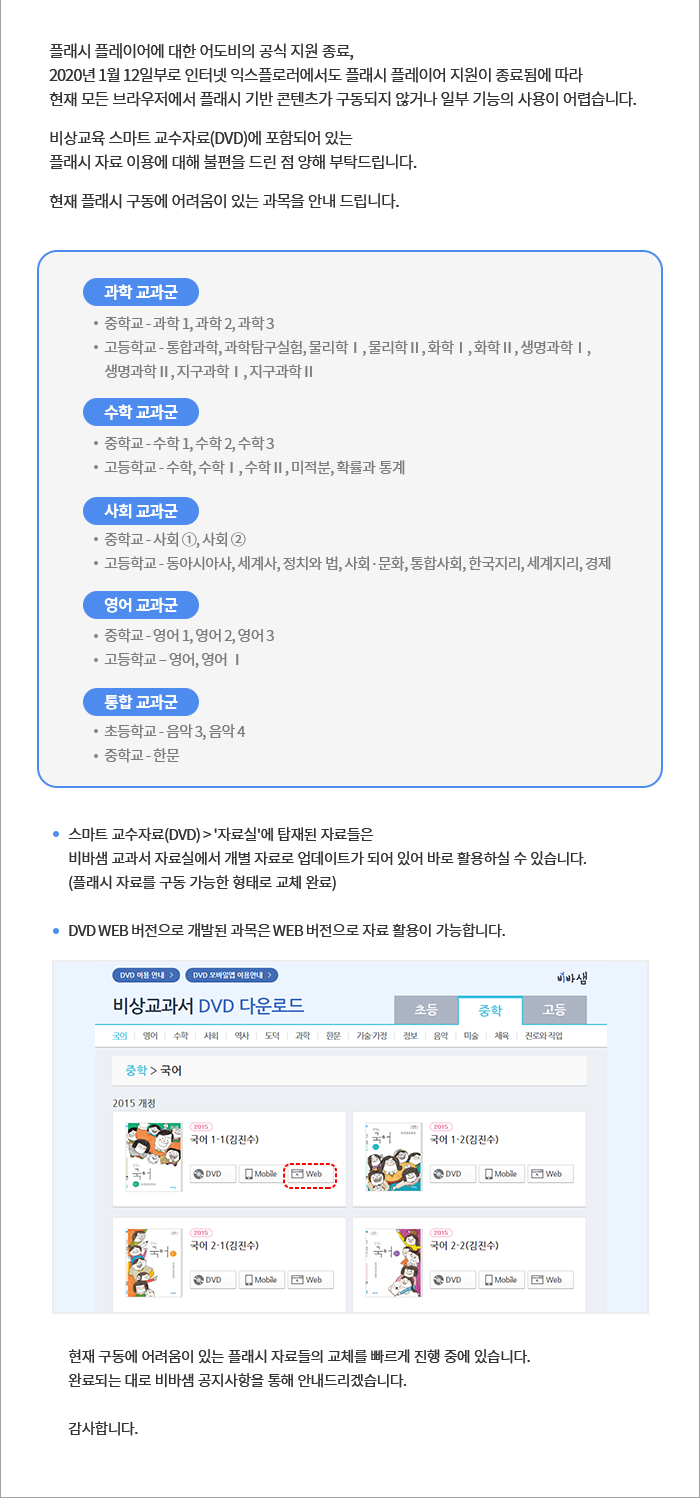 플래시 플레이어에 대한 어도비의 공식 지원 종료,
2020년 1월 12일부로 인터넷 익스플로러에서도 플래시 플레이어 지원이 종료됨에 따라
현재 모든 브라우저에서 플래시 기반 콘텐츠가 구동되지 않거나 일부 기능의 사용이 어렵습니다.
비상교육 스마트 교수자료(DVD)에 포함되어 있는
플래시 자료 이용에 대해 불편을 드린 점 양해 부탁드립니다.
현재 플래시 구동에 어려움이 있는 과목을 안내 드립니다.
과학 교과군
• 중학교 - 과학 1, 과학 2, 과학 3
• 고등학교 - 통합과학, 과학탐구실험, 물리학Ⅰ, 물리학Ⅱ, 화학Ⅰ, 화학Ⅱ, 생명과학Ⅰ,
생명과학Ⅱ, 지구과학Ⅰ, 지구과학Ⅱ
수학 교과군
• 중학교 - 수학 1, 수학 2, 수학 3
• 고등학교 - 수학, 수학Ⅰ, 수학Ⅱ, 미적분, 확률과 통계
사회 교과군
• 중학교 - 사회 ①, 사회 ②
• 고등학교 - 동아시아사, 세계사, 정치와 법, 사회·문화, 통합사회, 한국지리, 세계지리, 경제
영어 교과군
• 중학교 - 영어 1, 영어 2, 영어 3
• 고등학교 – 영어, 영어 Ⅰ
통합 교과군
• 초등학교 - 음악 3, 음악 4
• 중학교 - 한문
• 스마트 교수자료(DVD) > '자료실'에 탑재된 자료들은
비바샘 교과서 자료실에서 개별 자료로 업데이트가 되어 있어 바로 활용하실 수 있습니다.
(플래시 자료를 구동 가능한 형태로 교체 완료)
• DVD WEB 버전으로 개발된 과목은 WEB 버전으로 자료 활용이 가능합니다.
DVD 이용 안내 > DVD 모바일앱 이용안내 > 비바샘
비상교과서 DVD 다운로드 초등 중학 고등
국어 영어 수학 사회 역사 도덕 과학 한문 기술·가정 정보 음악 미술 체육 진로와 직업
중학 > 국어
2015 개정
2015 2015
국어 1-1(김진수) 국어 1-2(김진수)
국어 국어
DVD Mobile Web DVD Mobile Web
2015 2015
국어 2-1(김진수) 국어 2-2(김진수)
국어 국어
DVD Mobile Web DVD Mobile Web
현재 구동에 어려움이 있는 플래시 자료들의 교체를 빠르게 진행 중에 있습니다.
완료되는 대로 비바샘 공지사항을 통해 안내드리겠습니다.
감사합니다.